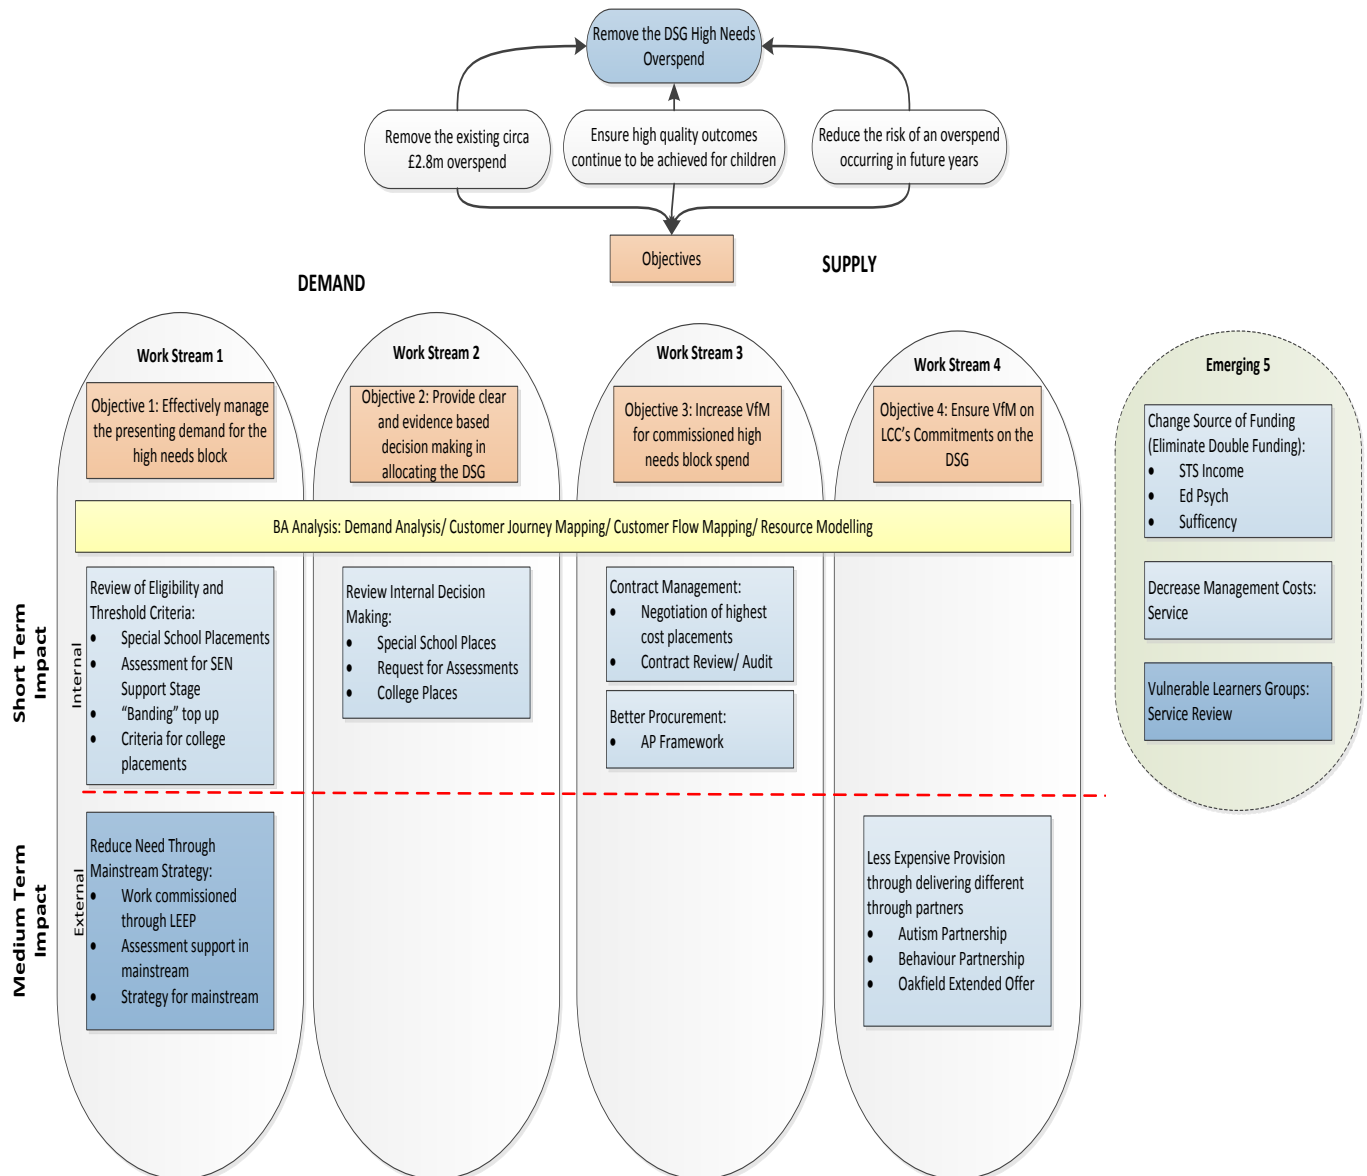 Remove the DSG High Needs
Overspend
Remove the existing circa
£2.8m overspend
Ensure high quality outcomes
continue to be achieved for children
Reduce the risk of an overspend
occurring in future years
Objectives
DEMAND
SUPPLY
Work Stream 1
Objective 1: Effectively manage
the presenting demand for the
high needs block
Work Stream 2
Objective 2: Provide clear
and evidence based
decision making in
allocating the DSG
Work Stream 3
Objective 3: Increase VfM
for commissioned high
needs block spend
Work Stream 4
Objective 4: Ensure VfM on
LCC's Commitments on the
DSG
Emerging 5
Change Source of Funding
(Eliminate Double Funding):
• STS Income
• Ed Psych
• Sufficency
Decrease Management Costs:
Service
Vulnerable Learners Groups:
Service Review
BA Analysis: Demand Analysis/ Customer Journey Mapping/ Customer Flow Mapping/ Resource Modelling
Short Term
Impact
Internal
Review of Eligibility and
Threshold Criteria:
• Special School Placements
• Assessment for SEN
Support Stage
• "Banding" top up
• Criteria for college
placements
Review Internal Decision
Making:
• Special School Places
• Request for Assessments
• College Places
Contract Management:
• Negotiation of highest
cost placements
• Contract Review/ Audit
Better Procurement:
• AP Framework
Medium Term
Impact
External
Reduce Need Through
Mainstream Strategy:
• Work commissioned
through LEEP
• Assessment support in
mainstream
• Strategy for mainstream
Less Expensive Provision
through delivering different
through partners
• Autism Partnership
• Behaviour Partnership
• Oakfield Extended Offer